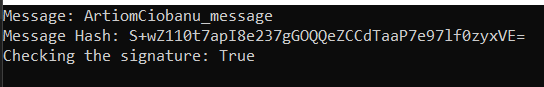 Message: ArtiomCiobanu_message
Message Hash: S+wZ110t7apI8e237gGOQQeZCCdTaaP7e97lf0zyxVE=
Checking the signature: True